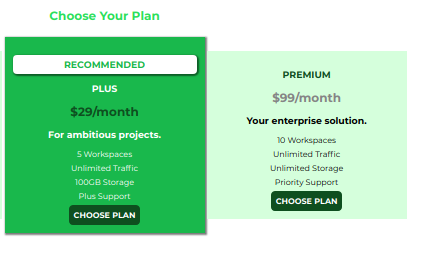 Choose Your Plan
RECOMMENDED
PLUS
$29/month
For ambitious projects.
5 Workspaces
Unlimited Traffic
100GB Storage
Plus Support
CHOOSE PLAN
PREMIUM
$99/month
Your enterprise solution.
10 Workspaces
Unlimited Traffic
Unlimited Storage
Priority Support
CHOOSE PLAN